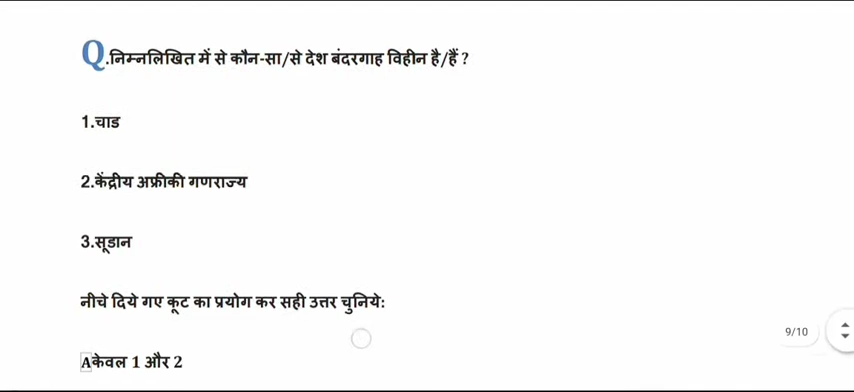 Q.निम्नलिखित में से कौन-सा/से देश बंदरगाह विहीन है/हैं ?
1.चाड
2.केंद्रीय अफ्रीकी गणराज्य
3.सूडान
नीचे दिये गए कूट का प्रयोग कर सही उत्तर चुनिये:
9/10
Aकेवल 1 और 2